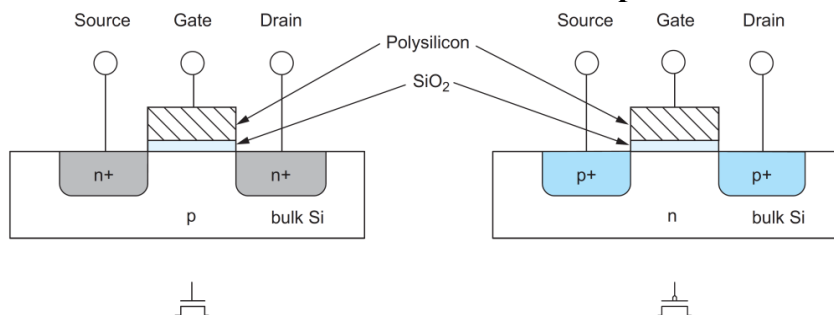 Source Gate Drain Source Gate Drain
Polysilicon
SiO2
n+ n+ p+ p+
p bulk Si n bulk Si